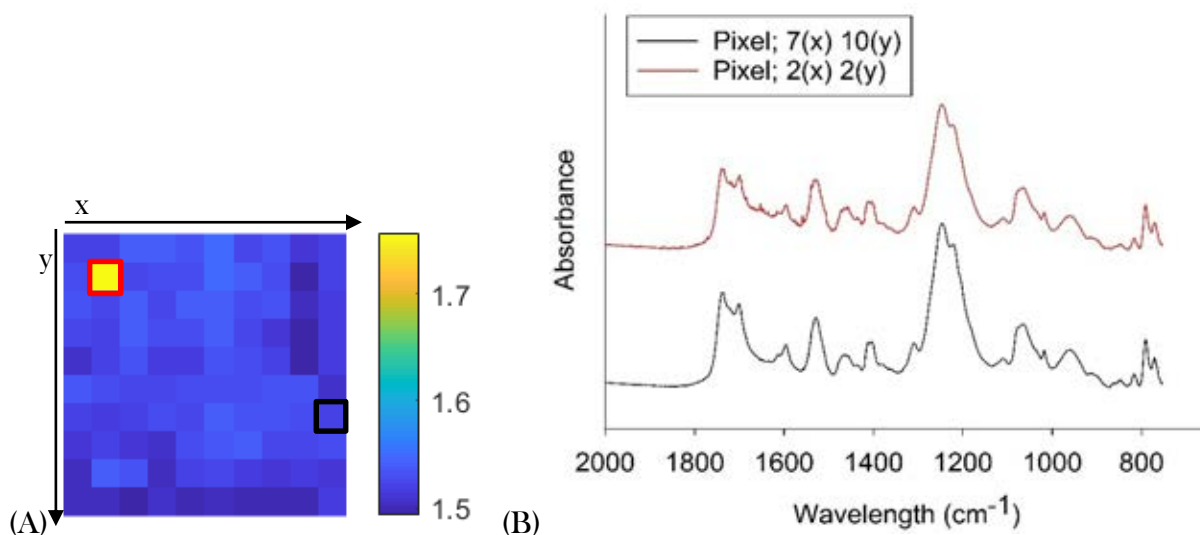 x
y
1.7
1.6
1.5
(A)
Pixel; 7(x) 10(y)
Pixel; 2(x) 2(y)
Absorbance
2000 1800 1600 1400 1200 1000 800
Wavelength (cm⁻¹)
(B)